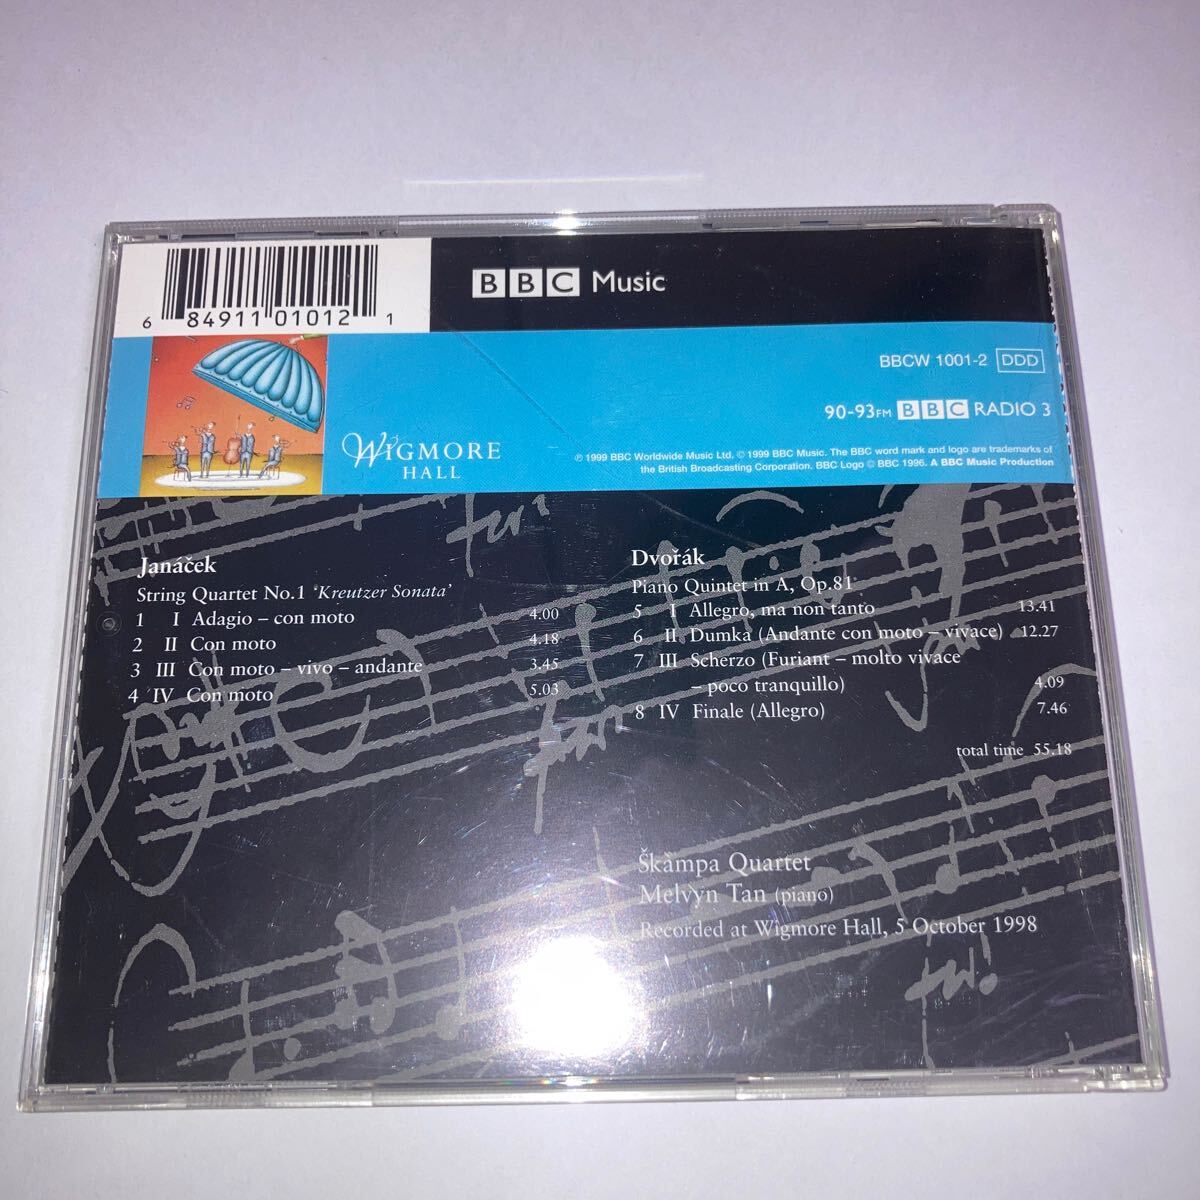 6 84911 01012 1
BBC Music
BBCW 1001-2 DDD
90-93FM BBC RADIO 3
WIGMORE
HALL
℗ 1999 BBC Worldwide Music Ltd. © 1999 BBC Music. The BBC word mark and logo are trademarks of
the British Broadcasting Corporation. BBC Logo © BBC 1996. A BBC Music Production
Janáček
String Quartet No.1 'Kreutzer Sonata'
1 I Adagio – con moto 4.00
2 II Con moto 4.18
3 III Con moto – vivo – andante 3.45
4 IV Con moto 5.03
Dvořák
Piano Quintet in A, Op.81
5 I Allegro, ma non tanto 13.41
6 II Dumka (Andante con moto – vivace) 12.27
7 III Scherzo (Furiant – molto vivace
– poco tranquillo) 4.09
8 IV Finale (Allegro) 7.46
total time 55.18
Škampa Quartet
Melvyn Tan (piano)
Recorded at Wigmore Hall, 5 October 1998